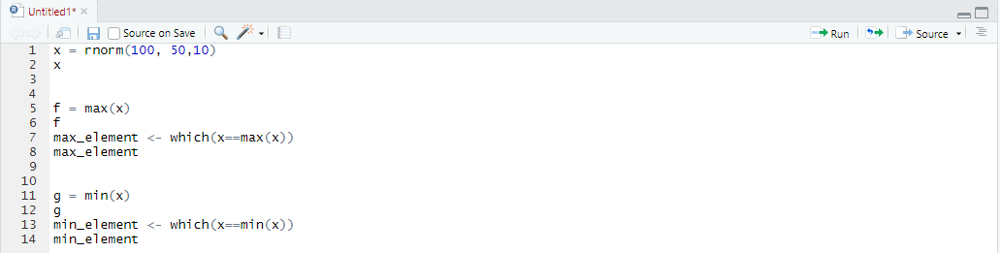 Untitled1*
Source on Save
Run
Source
1 x = rnorm(100, 50,10)
2 x
3
4
5 f = max(x)
6 f
7 max_element <- which(x==max(x))
8 max_element
9
10
11 g = min(x)
12 g
13 min_element <- which(x==min(x))
14 min_element